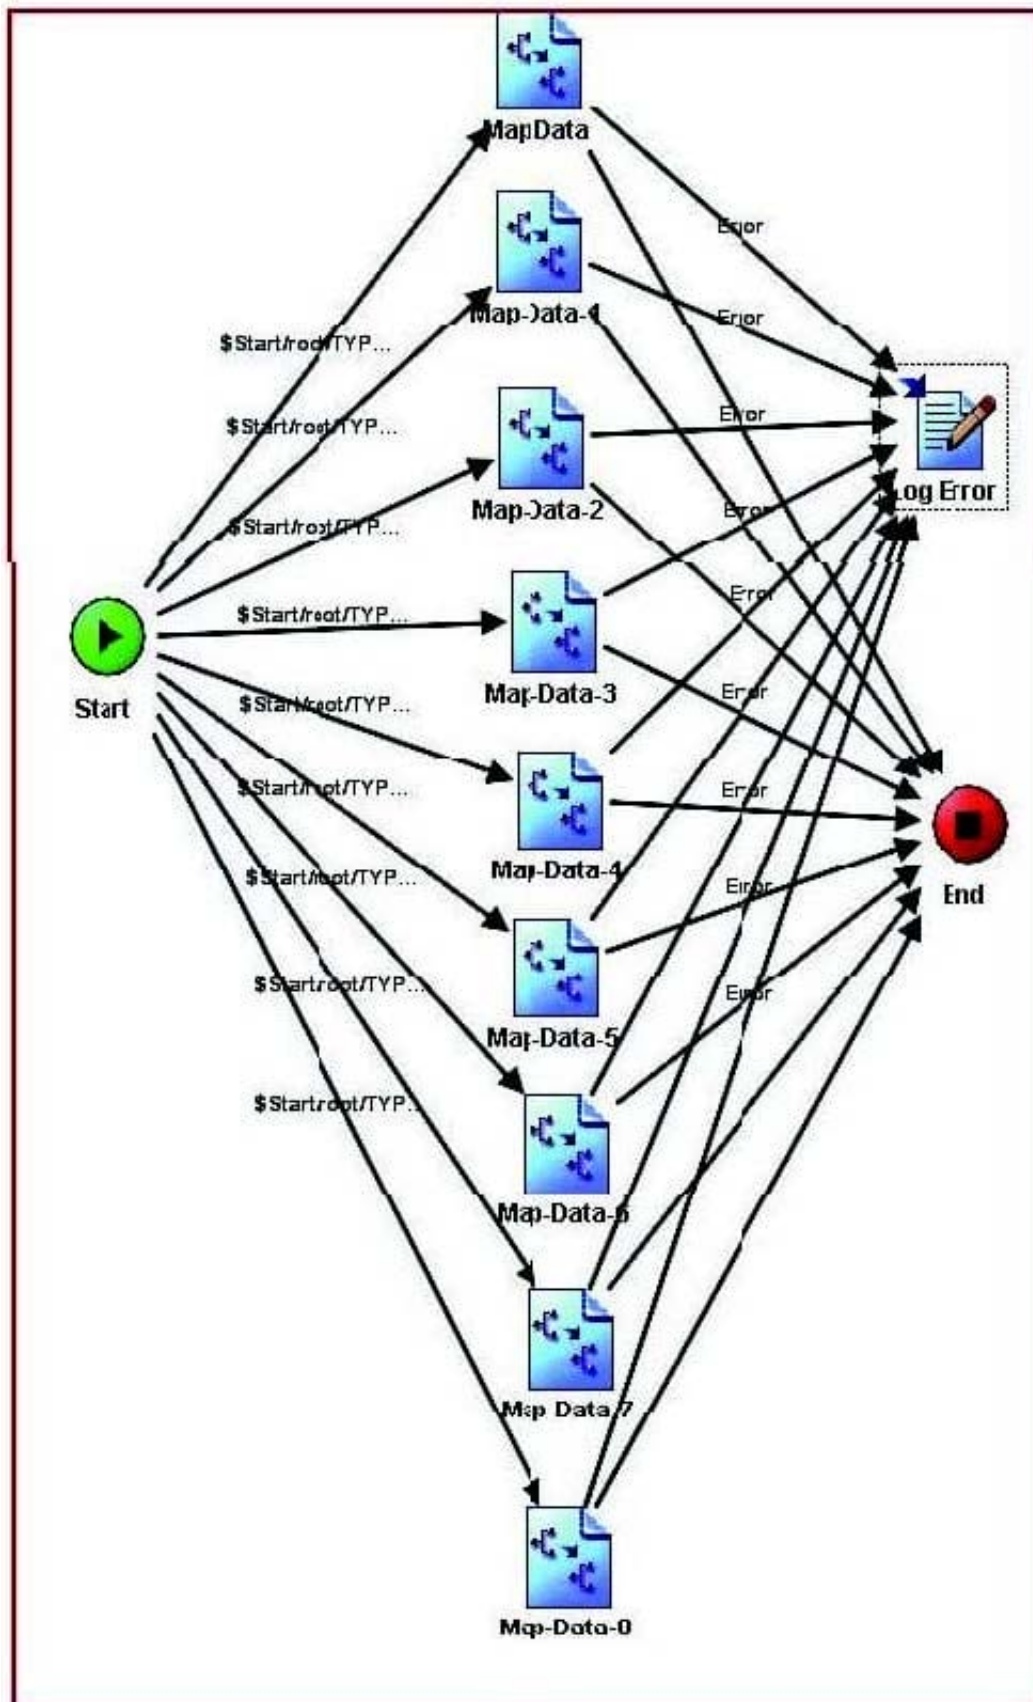 MapData
Error
Map-Data-1
Error
$Start/root/TYP...
Error
$Start/root/TYP...
Log Error
Map-Data-2
Error
$Start/root/TYP...
Error
$Start/root/TYP...
Map-Data-3
Error
Start
$Start/root/TYP...
$Start/root/TYP...
Error
Map-Data-4
$Start/root/TYP...
Error
End
$Start/root/TYP...
Error
Map-Data-5
$Start/root/TYP...
Map-Data-6
Map-Data-7